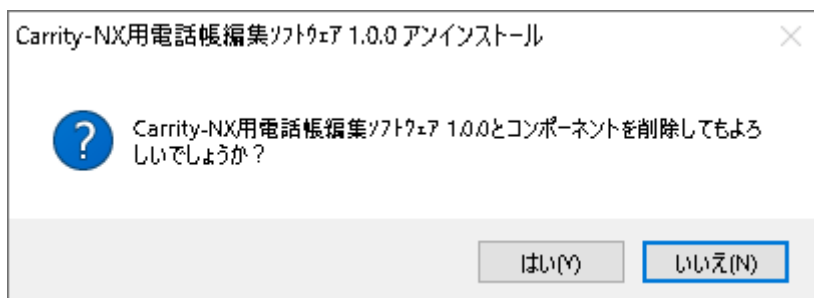 Carrity-NX用電話帳編集ｿﾌﾄｳｪｱ 1.0.0 アンインストール
Carrity-NX用電話帳編集ｿﾌﾄｳｪｱ 1.0.0とコンポーネントを削除してもよろ
しいでしょうか？
はい(Y)
いいえ(N)